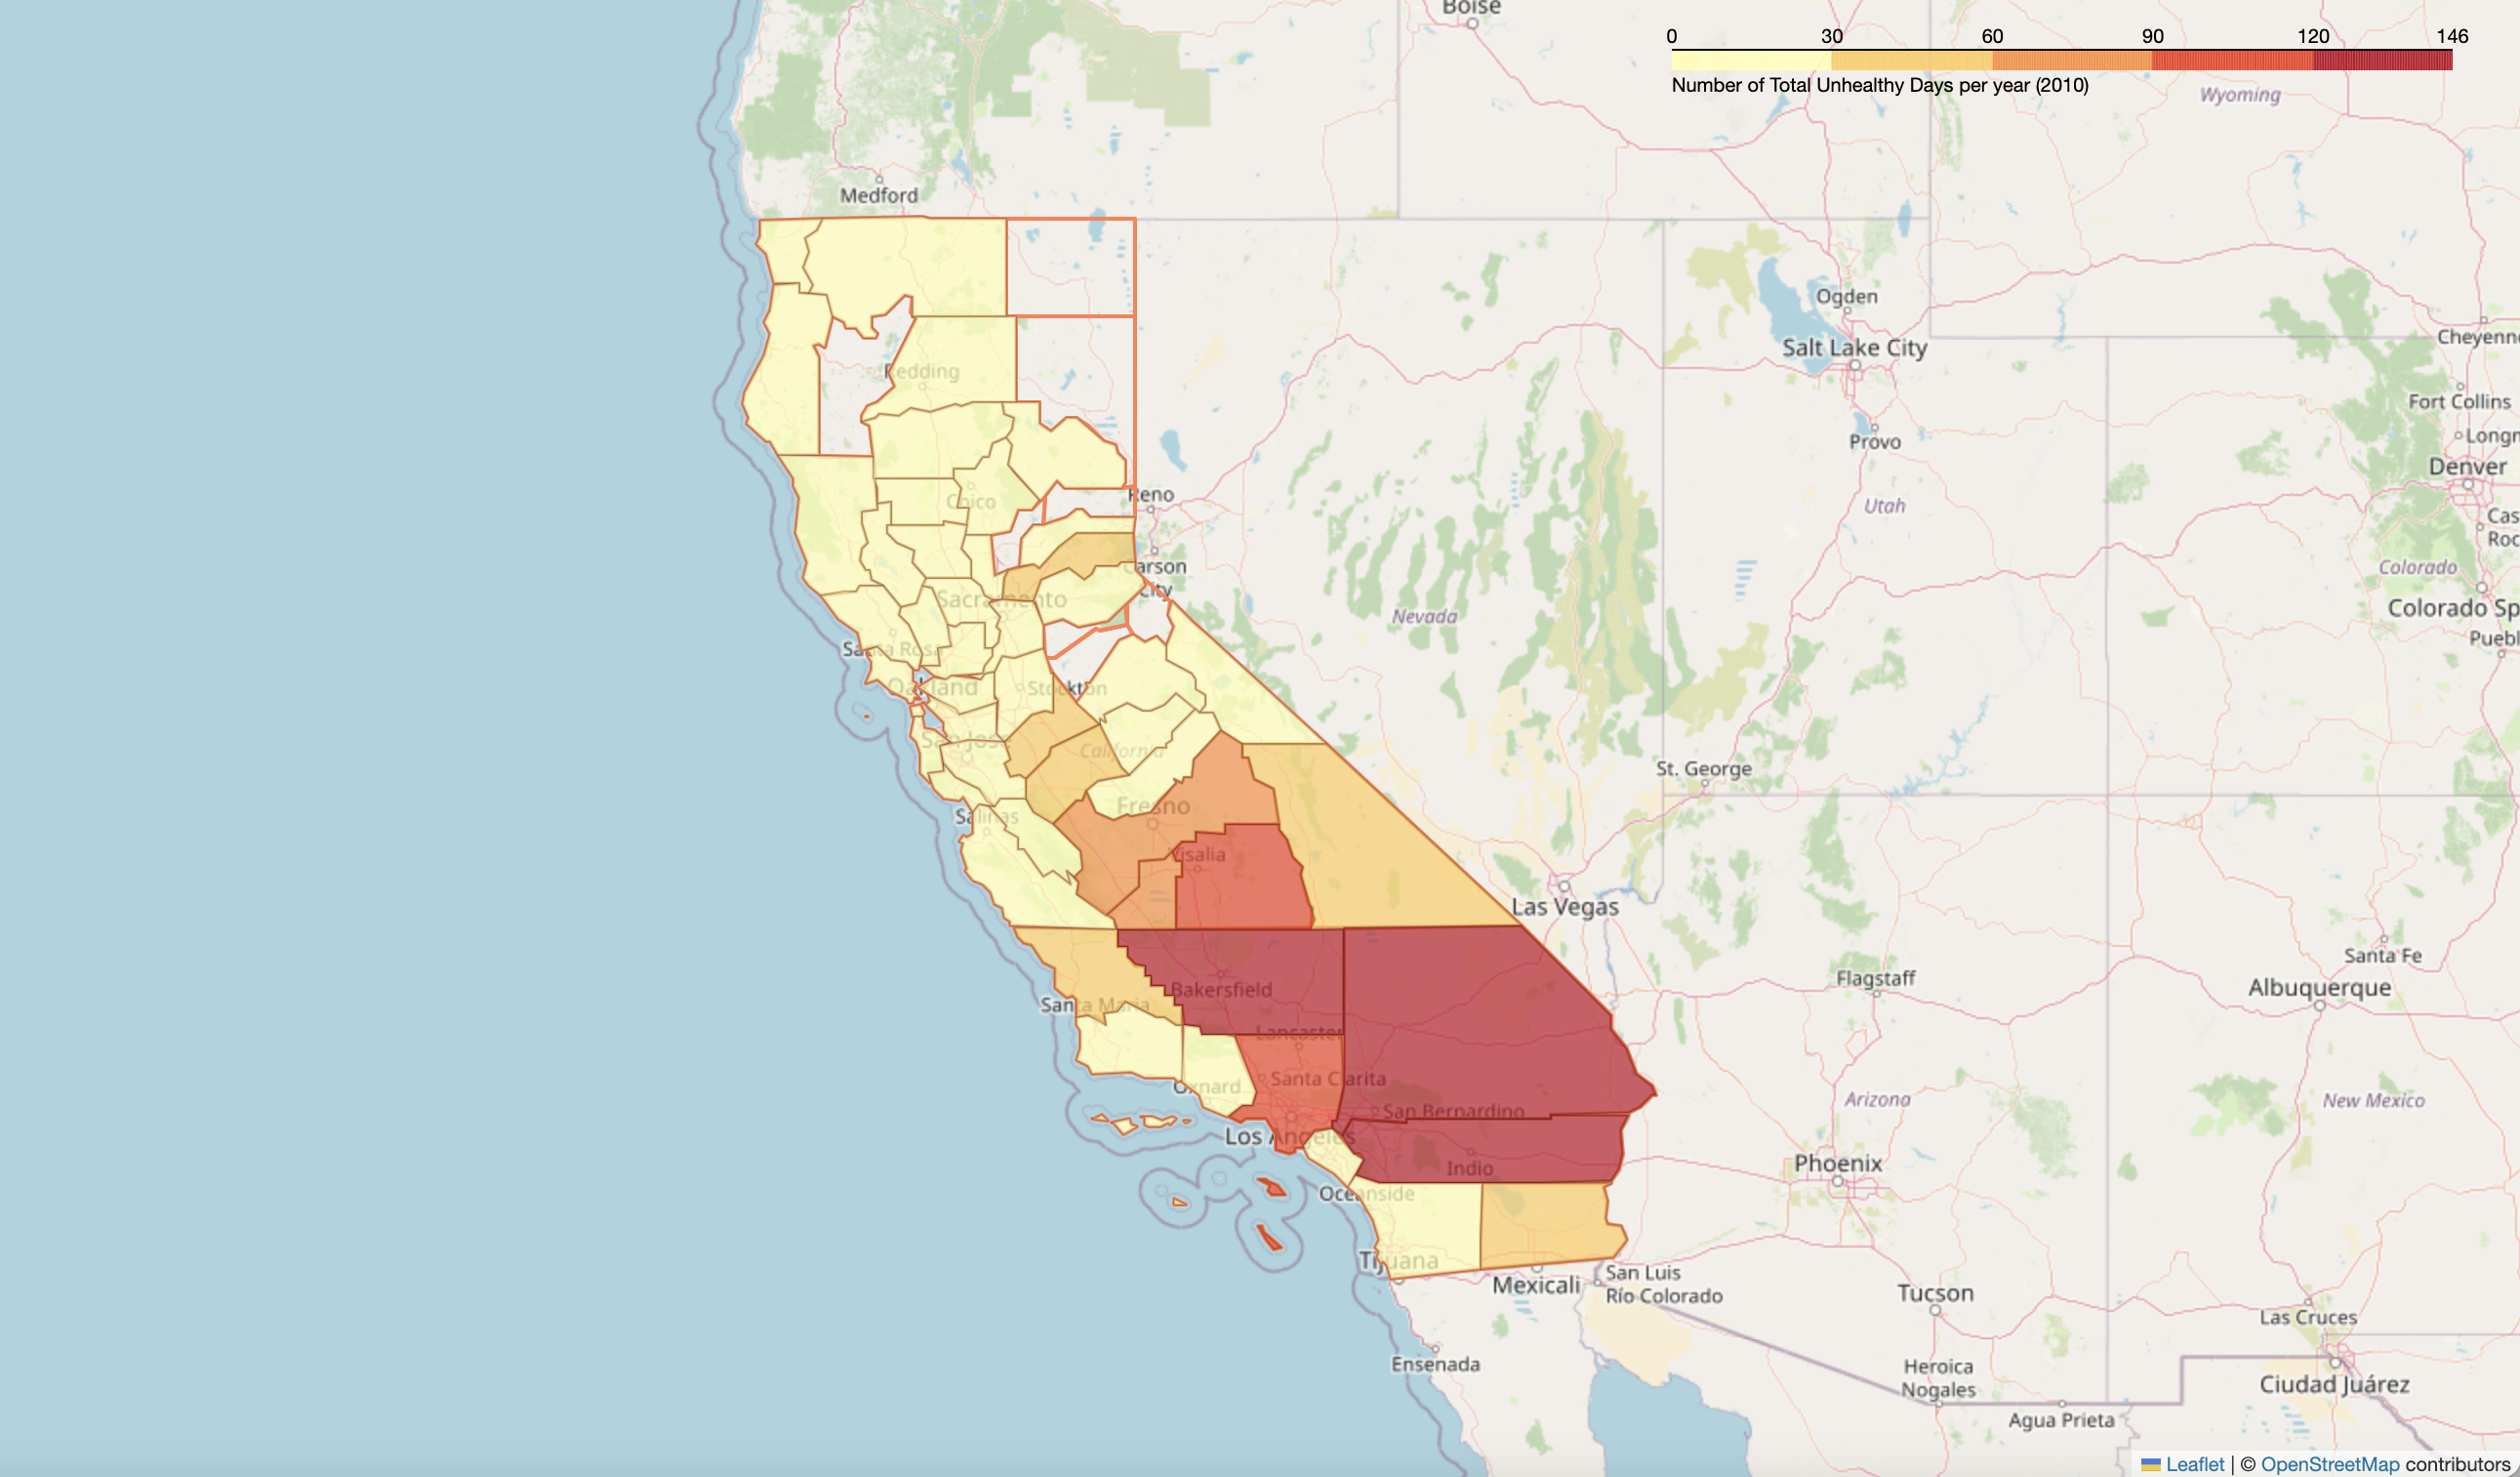 Boise
0 30 60 90 120 146
Number of Total Unhealthy Days per year (2010)
Wyoming
Medford
Ogden
Salt Lake City
Cheyenn
Redding
Fort Collins
Longm
Provo
Denver
Chico
Reno
Utah
Cas
Roc
Carson
City
Colorado
Sacramento
Nevada
Colorado Sp
Puebl
Santa Rosa
Oakland
Stockton
San Jose
California
St. George
Fresno
Salinas
Visalia
Las Vegas
Santa Fe
Flagstaff
Albuquerque
Bakersfield
Santa Maria
Lancaster
Santa Clarita
Oxnard
Arizona
New Mexico
San Bernardino
Los Angeles
Phoenix
Indio
Oceanside
Tijuana
Mexicali
San Luis
Río Colorado
Tucson
Las Cruces
Ensenada
Heroica
Nogales
Ciudad Juárez
Agua Prieta
Leaflet | © OpenStreetMap contributors